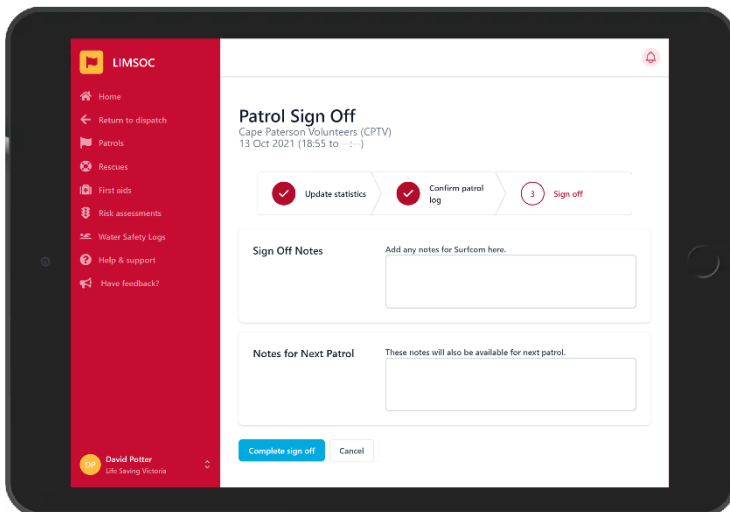 LIMSOC
Home
Return to dispatch
Patrols
Rescues
First aids
Risk assessments
Water Safety Logs
Help & support
Have feedback?
DP
David Potter
Life Saving Victoria
Patrol Sign Off
Cape Paterson Volunteers (CPTV)
13 Oct 2021 (18:55 to --:--)
Update statistics
Confirm patrol
log
3 Sign off
Sign Off Notes
Add any notes for Surfcom here.
Notes for Next Patrol
These notes will also be available for next patrol.
Complete sign off
Cancel